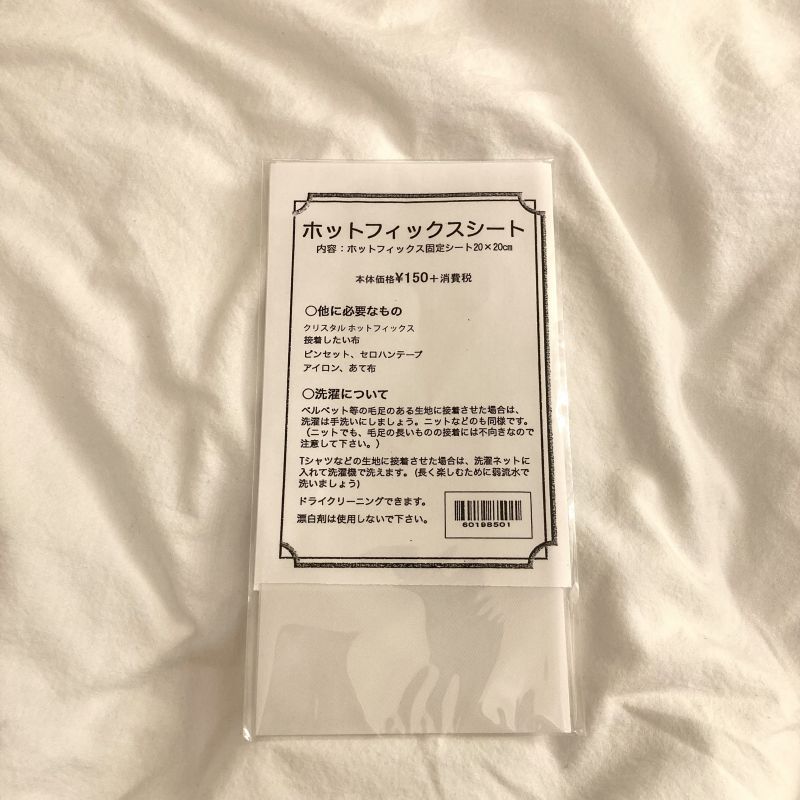 ホットフィックスシート
内容：ホットフィックス固定シート20×20㎝
本体価格¥150＋消費税
〇他に必要なもの
クリスタル ホットフィックス
接着したい布
ピンセット、セロハンテープ
アイロン、あて布
〇洗濯について
ベルベット等の毛足のある生地に接着させた場合は、
洗濯は手洗いにしましょう。ニットなどのも同様です。
（ニットでも、毛足の長いものの接着には不向きなので
注意して下さい。）
Tシャツなどの生地に接着させた場合は、洗濯ネットに
入れて洗濯機で洗えます。(長く楽しむために弱流水で
洗いましょう)
ドライクリーニングできます。
漂白剤は使用しないで下さい。
60198501